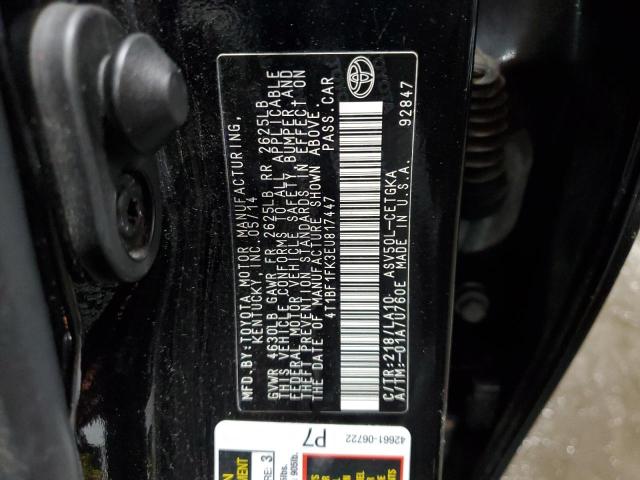 MFD.BY:TOYOTA MOTOR MANUFACTURING,
KENTUCKY, INC. 05/14
GVWR 4630LB GAWR FR 2625LB RR 2625LB
THIS VEHICLE CONFORMS TO ALL APPLICABLE
FEDERAL MOTOR VEHICLE SAFETY, BUMPER, AND
THEFT PREVENTION STANDARDS IN EFFECT ON
THE DATE OF MANUFACTURE SHOWN ABOVE.
4T1BF1FK3EU817447 PASS.CAR
C/TR:218/LA10 ASV50L-CETGKA
A/TM:-01A/U760E MADE IN U.S.A.
92847
42661-06722
P7
3
905lb.